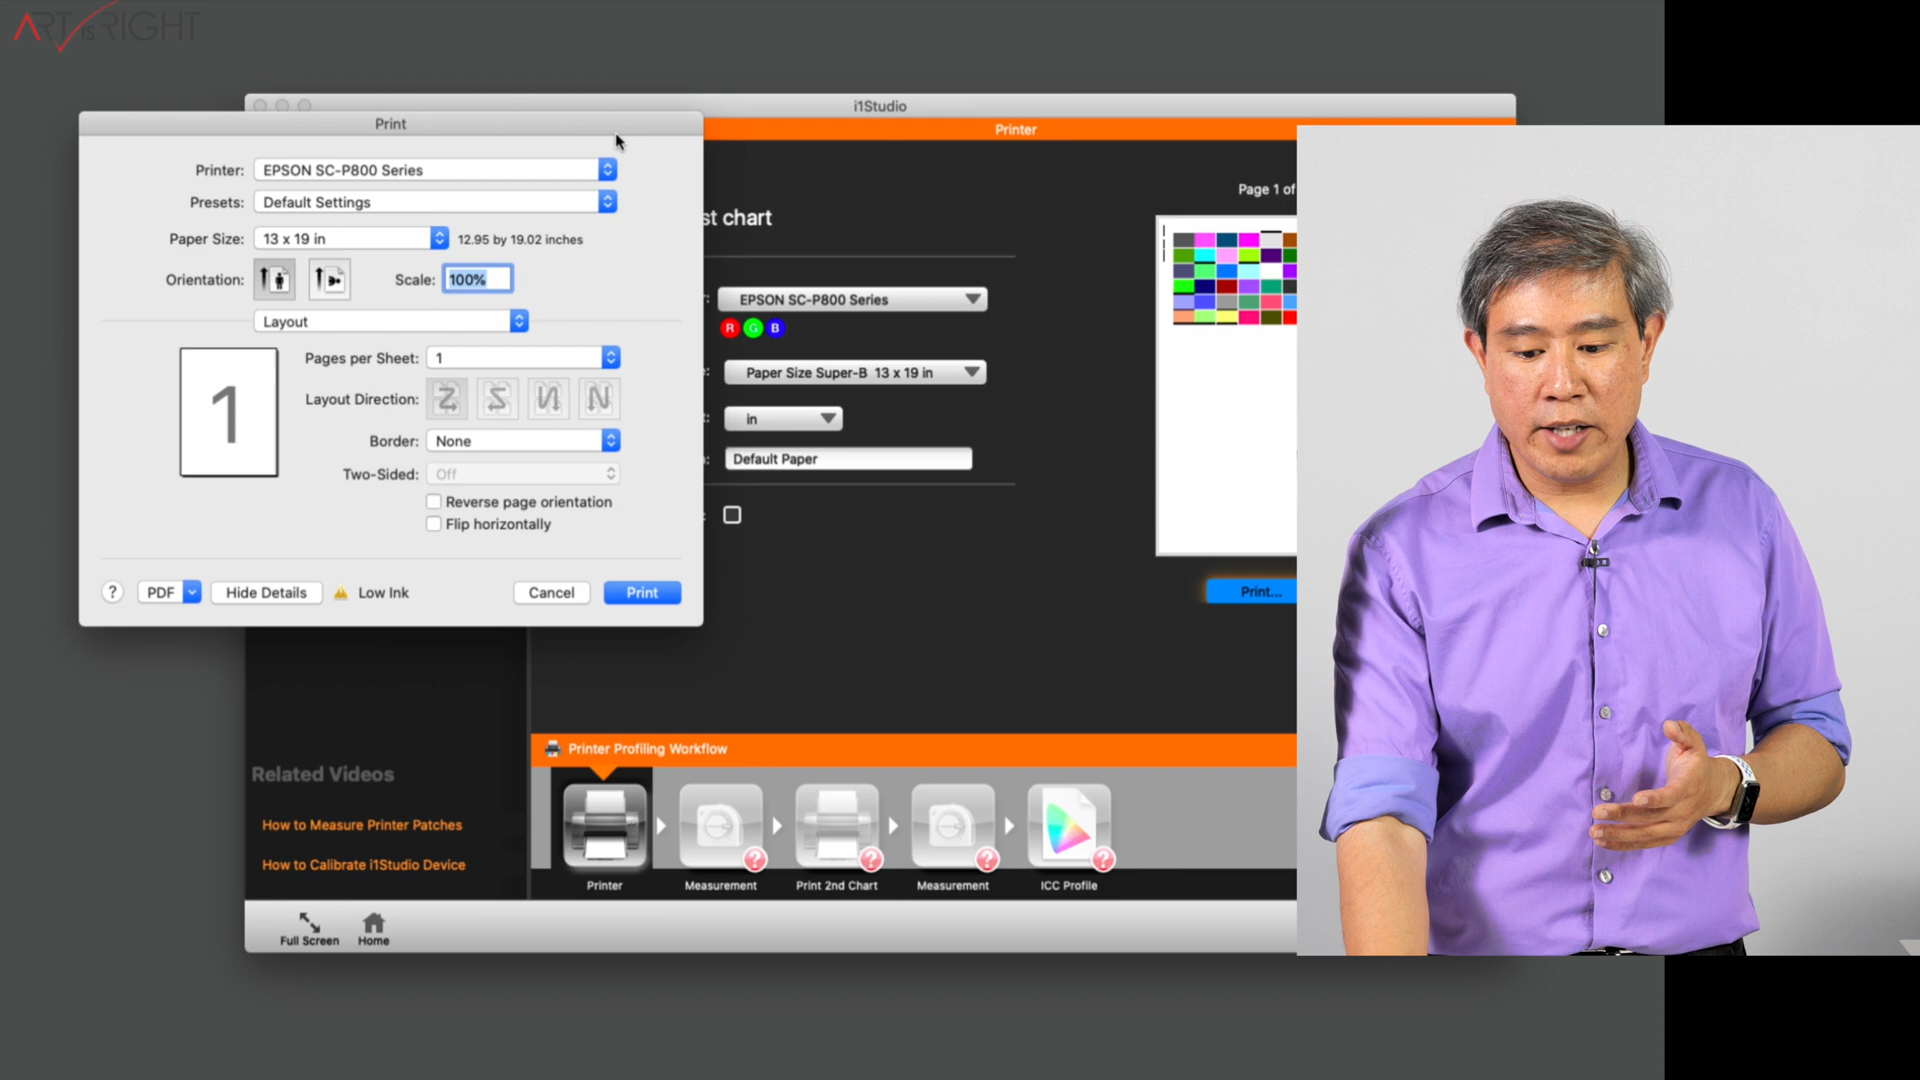 ART is RIGHT
i1Studio
Print
Printer
Printer: EPSON SC-P800 Series
Presets: Default Settings
Paper Size: 13 x 19 in 12.95 by 19.02 inches
Orientation: Scale: 100%
Layout
1
Pages per Sheet: 1
Layout Direction:
Border: None
Two-Sided: Off
Reverse page orientation
Flip horizontally
? PDF Hide Details Low Ink Cancel Print
Page 1 of
st chart
EPSON SC-P800 Series
R G B
Paper Size Super-B 13 x 19 in
in
Default Paper
Print...
Printer Profiling Workflow
Related Videos
How to Measure Printer Patches
How to Calibrate i1Studio Device
? ? ? ?
Printer Measurement Print 2nd Chart Measurement ICC Profile
Full Screen Home